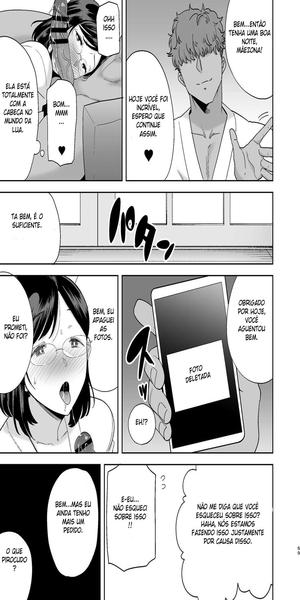 BEM...ENTÃO
TENHA UMA BOA
NOITE,
MÃEZONA!
HOJE VOCÊ FOI
INCRÍVEL,
ESPERO QUE
CONTINUE
ASSIM.
OHH
ISSO
...
BOM...
MMM
....
ELA ESTÁ
TOTALMENTE
COM A
CABEÇA NO
MUNDO DA
LUA.
パタン
TA BEM, É O
SUFICIENTE.
OBRIGADO
POR HOJE,
VOCÊ
AGUENTOU
BEM.
FOTO
DELETADA
EH!?
BEM, EU
APAGUEI
AS
FOTOS.
EU
PROMETI,
NÃO FOI?
NÃO ME DIGA QUE VOCÊ
ESQUECEU SOBRE ISSO?
HAHA, NÓS ESTAMOS
FAZENDO ISSO JUSTAMENTE
POR CAUSA DISSO.
E-EU...
NÃO
ESQUECI
SOBRE
ISSO!!
BEM...MAS EU
AINDA TENHO
MAIS UM
PEDIDO.
O QUE
PIROCUDO
?